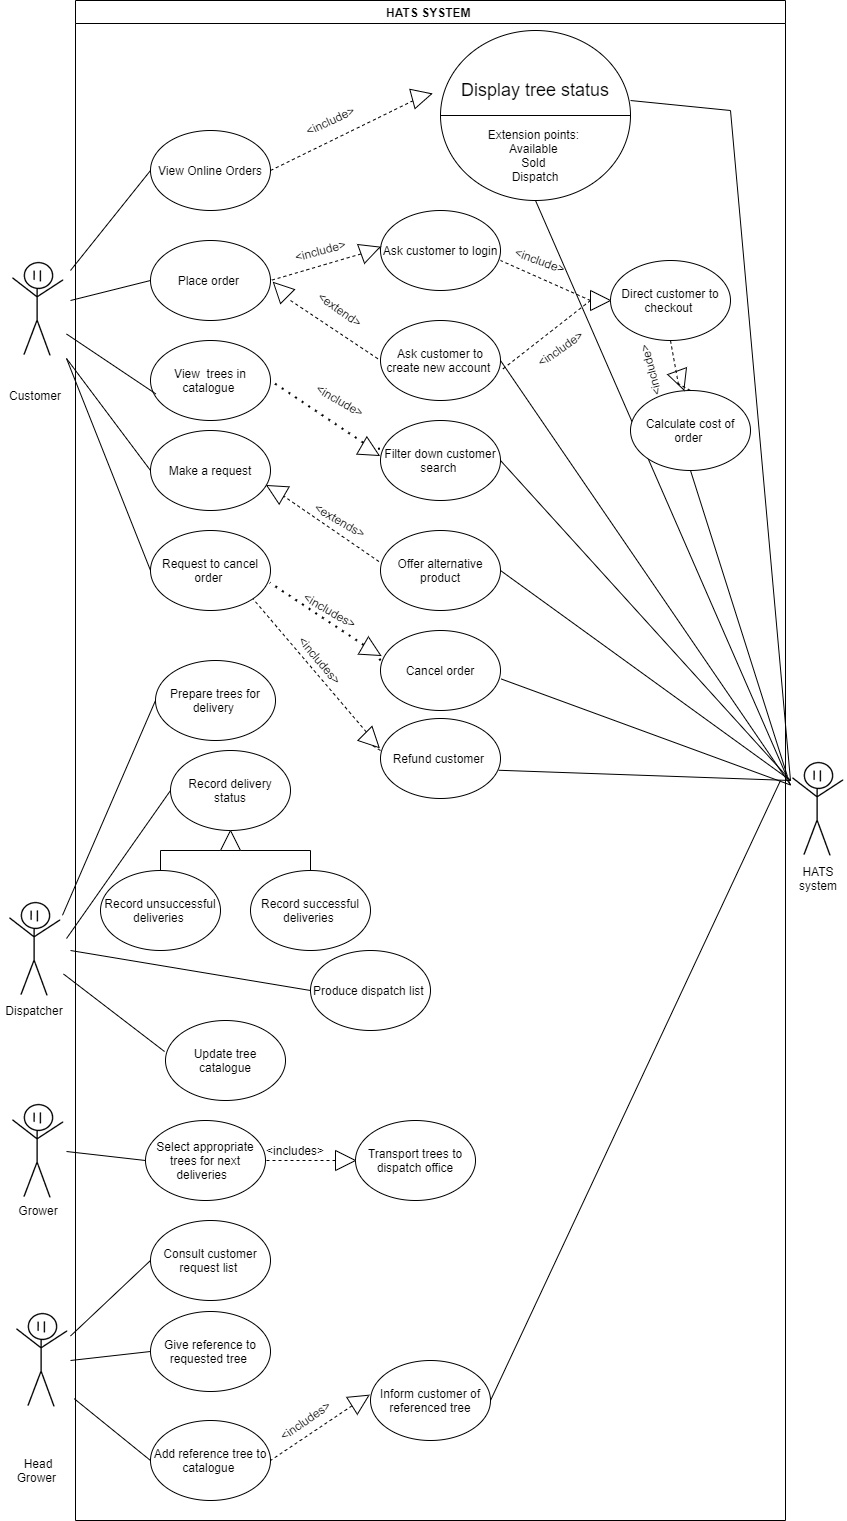 HATS SYSTEM
Display tree status
Extension points:
Available
Sold
Dispatch
<include>
View Online Orders
Place order
<include>
Ask customer to login
<include>
Direct customer to
checkout
<extend>
Ask customer to
create new account
<include>
<include>
Customer
View  trees in
catalogue
<include>
Filter down customer
search
Calculate cost of
order
Make a request
<extends>
Offer alternative
product
Request to cancel
order
<includes>
Cancel order
<includes>
Refund customer
Prepare trees for
delivery
Record delivery
status
Record unsuccessful
deliveries
Record successful
deliveries
HATS
system
Dispatcher
Produce dispatch list
Update tree
catalogue
Grower
Select appropriate
trees for next
deliveries
<includes>
Transport trees to
dispatch office
Consult customer
request list
Give reference to
requested tree
Head
Grower
Add reference tree to
catalogue
<includes>
Inform customer of
referenced tree